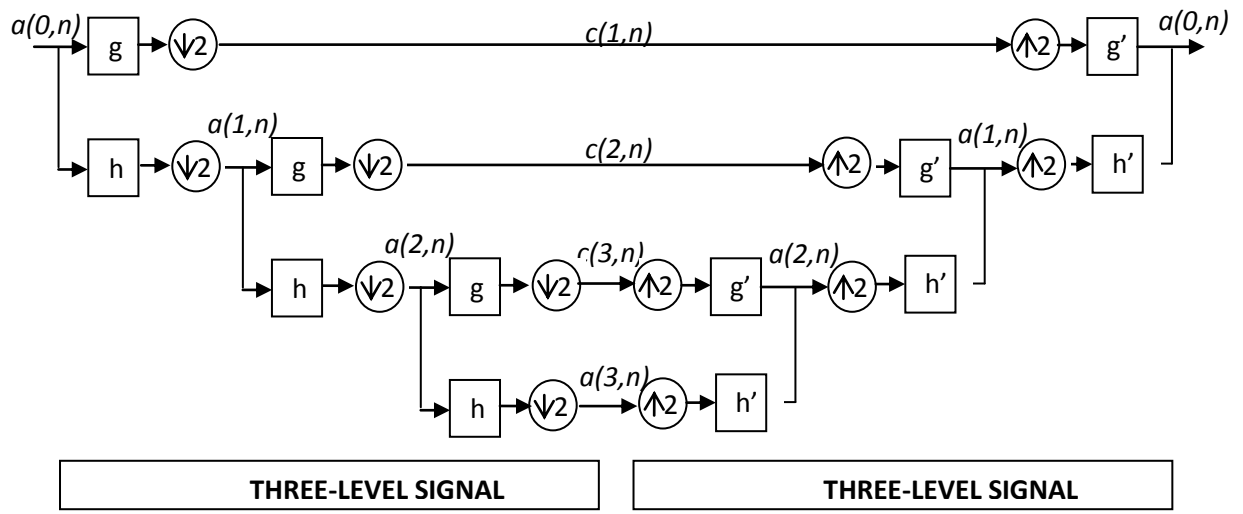 a(0,n) g ↓2 c(1,n) ↑2 g’ a(0,n)
h ↓2 a(1,n) g ↓2 c(2,n) ↑2 g’ a(1,n) ↑2 h’
h ↓2 a(2,n) g ↓2 c(3,n) ↑2 g’ a(2,n) ↑2 h’
h ↓2 a(3,n) ↑2 h’
THREE-LEVEL SIGNAL THREE-LEVEL SIGNAL